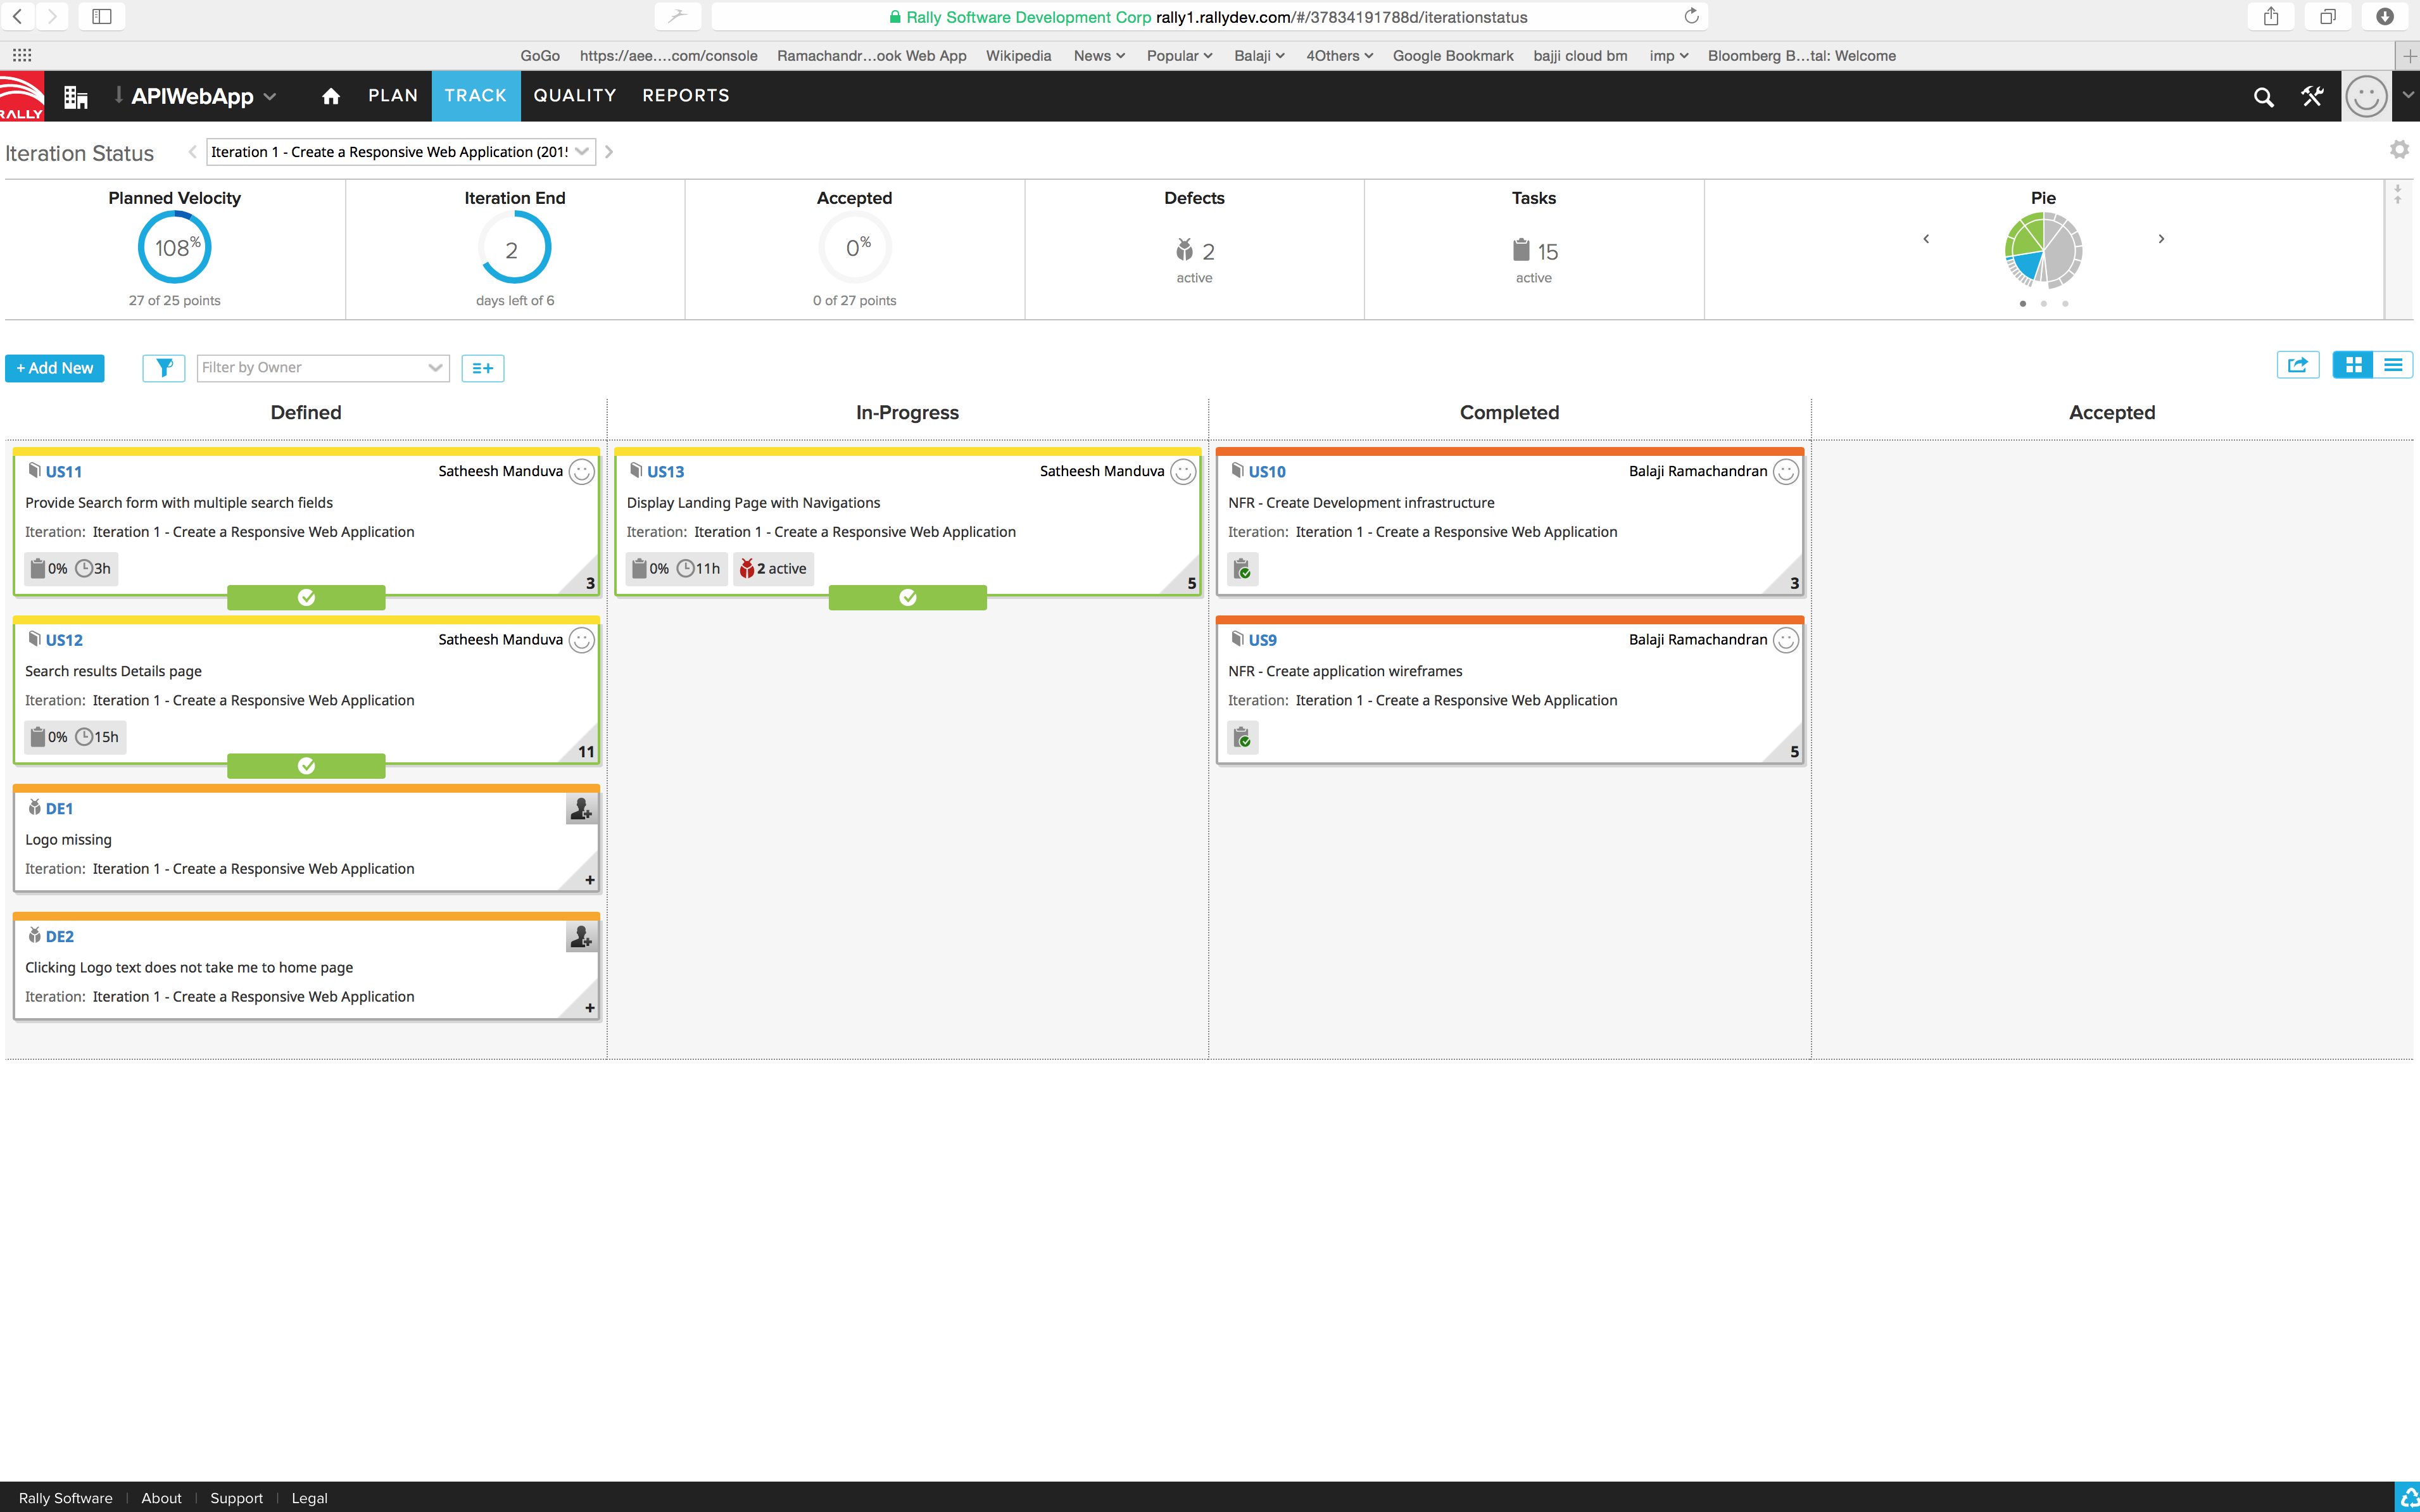 Rally Software Development Corp rally1.rallydev.com/#/37834191788d/iterationstatus
GoGo https://aee....com/console Ramachandr...ook Web App Wikipedia News Popular Balaji 4Others Google Bookmark bajji cloud bm imp Bloomberg B...tal: Welcome
RALLY APIWebApp PLAN TRACK QUALITY REPORTS
Iteration Status Iteration 1 - Create a Responsive Web Application (201
Planned Velocity
108%
27 of 25 points
Iteration End
2
days left of 6
Accepted
0%
0 of 27 points
Defects
2
active
Tasks
15
active
Pie
+ Add New Filter by Owner
Defined
US11 Satheesh Manduva
Provide Search form with multiple search fields
Iteration: Iteration 1 - Create a Responsive Web Application
0% 3h
3
US12 Satheesh Manduva
Search results Details page
Iteration: Iteration 1 - Create a Responsive Web Application
0% 15h
11
DE1
Logo missing
Iteration: Iteration 1 - Create a Responsive Web Application
+
DE2
Clicking Logo text does not take me to home page
Iteration: Iteration 1 - Create a Responsive Web Application
+
In-Progress
US13 Satheesh Manduva
Display Landing Page with Navigations
Iteration: Iteration 1 - Create a Responsive Web Application
0% 11h 2 active
5
Completed
US10 Balaji Ramachandran
NFR - Create Development infrastructure
Iteration: Iteration 1 - Create a Responsive Web Application
3
US9 Balaji Ramachandran
NFR - Create application wireframes
Iteration: Iteration 1 - Create a Responsive Web Application
5
Accepted
Rally Software About Support Legal